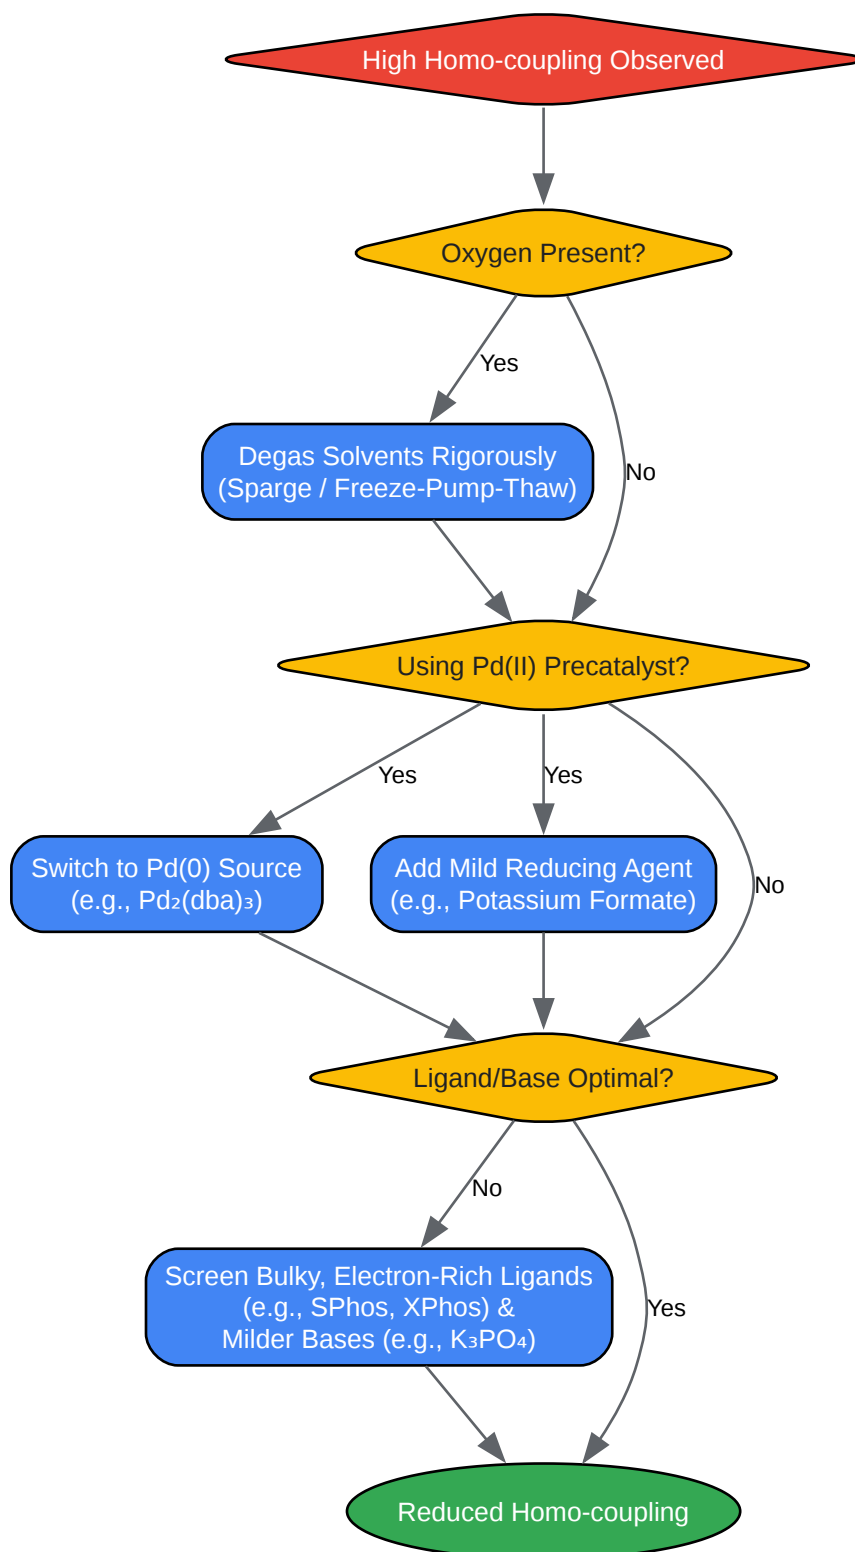 High Homo-coupling Observed
Oxygen Present?
Yes
Degas Solvents Rigorously
(Sparge / Freeze-Pump-Thaw)
No
Using Pd(II) Precatalyst?
Yes
Yes
Switch to Pd(0) Source
(e.g., Pd₂(dba)₃)
Add Mild Reducing Agent
(e.g., Potassium Formate)
No
Ligand/Base Optimal?
No
Screen Bulky, Electron-Rich Ligands
(e.g., SPhos, XPhos) &
Milder Bases (e.g., K₃PO₄)
Yes
Reduced Homo-coupling